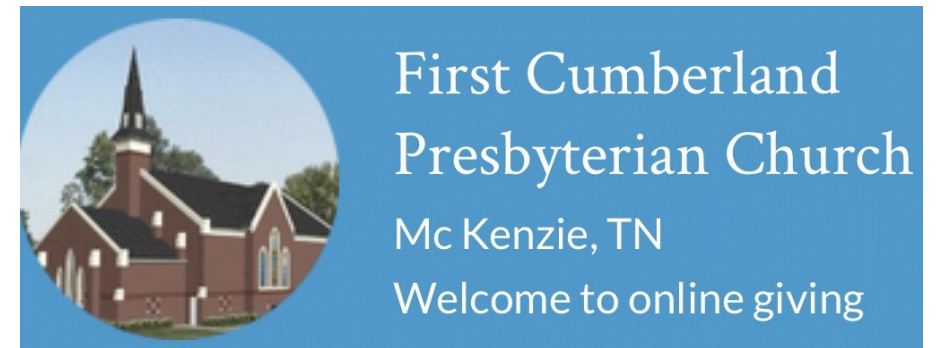 First Cumberland
Presbyterian Church
Mc Kenzie, TN
Welcome to online giving